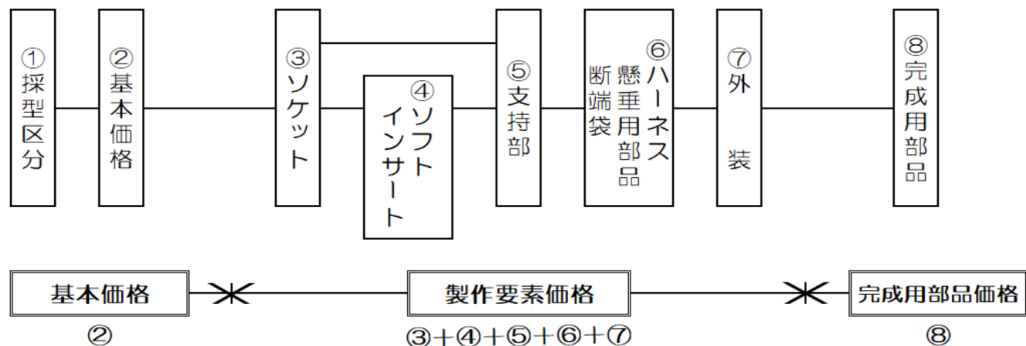 ①採型区分
②基本価格
③ソケット
④ソフト
インサート
⑤支持部
⑥ハーネス
懸垂用部品
断端袋
⑦外装
⑧完成用部品
基本価格
製作要素価格
完成用部品価格
②
③+④+⑤+⑥+⑦
⑧